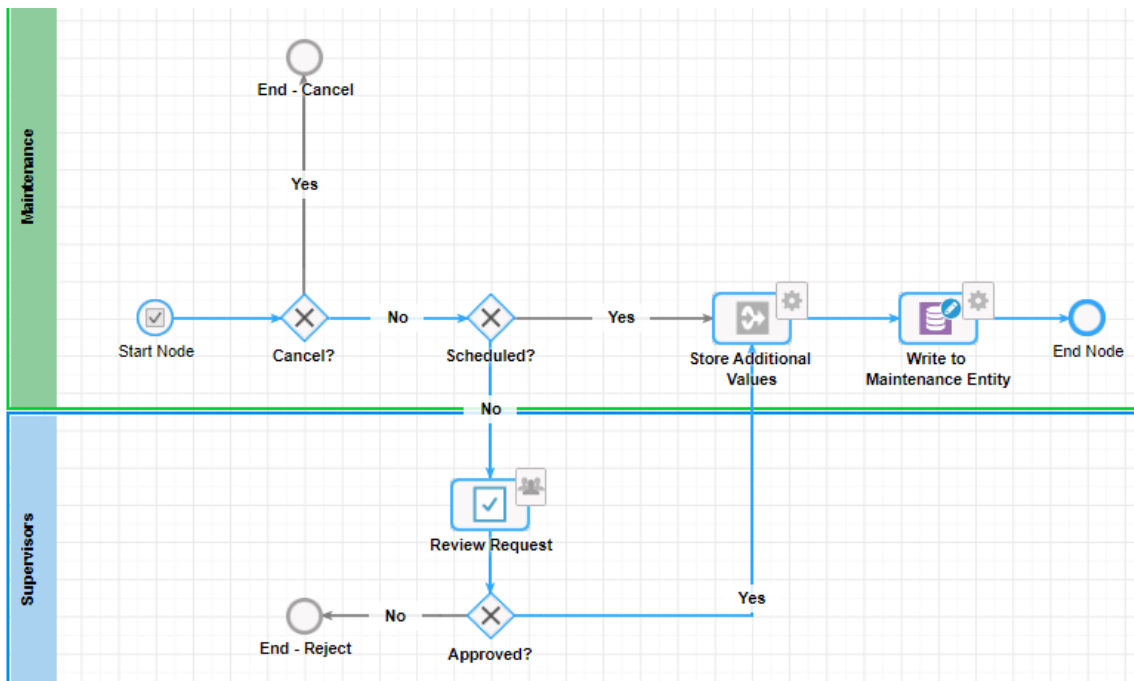 Maintenance
End - Cancel
Yes
Start Node
Cancel?
No
Scheduled?
Yes
Store Additional
Values
Write to
Maintenance Entity
End Node
No
Supervisors
Review Request
Yes
No
End - Reject
Approved?